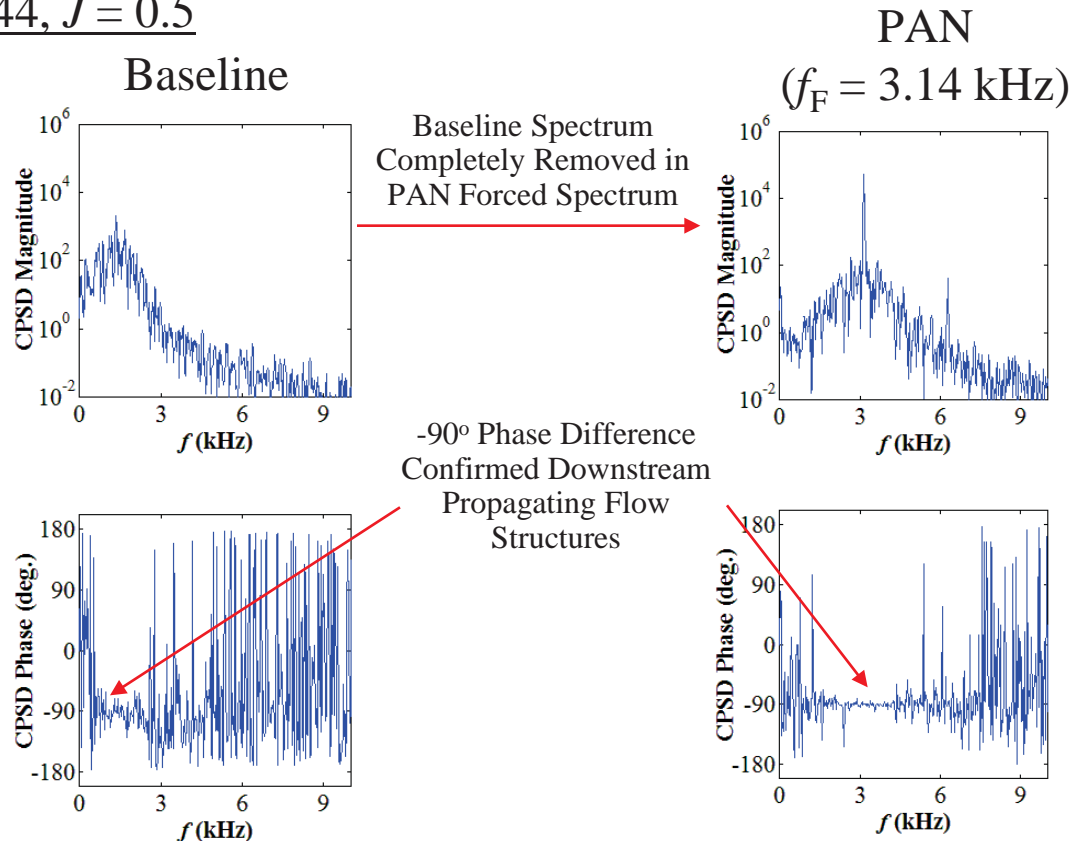 44, J = 0.5
Baseline
PAN
(fF = 3.14 kHz)
Baseline Spectrum
Completely Removed in
PAN Forced Spectrum
CPSD Magnitude
10^6
10^4
10^2
10^0
10^-2
0 3 6 9
f (kHz)
CPSD Magnitude
10^6
10^4
10^2
10^0
10^-2
0 3 6 9
f (kHz)
-90° Phase Difference
Confirmed Downstream
Propagating Flow
Structures
CPSD Phase (deg.)
180
90
0
-90
-180
0 3 6 9
f (kHz)
CPSD Phase (deg.)
180
90
0
-90
-180
0 3 6 9
f (kHz)